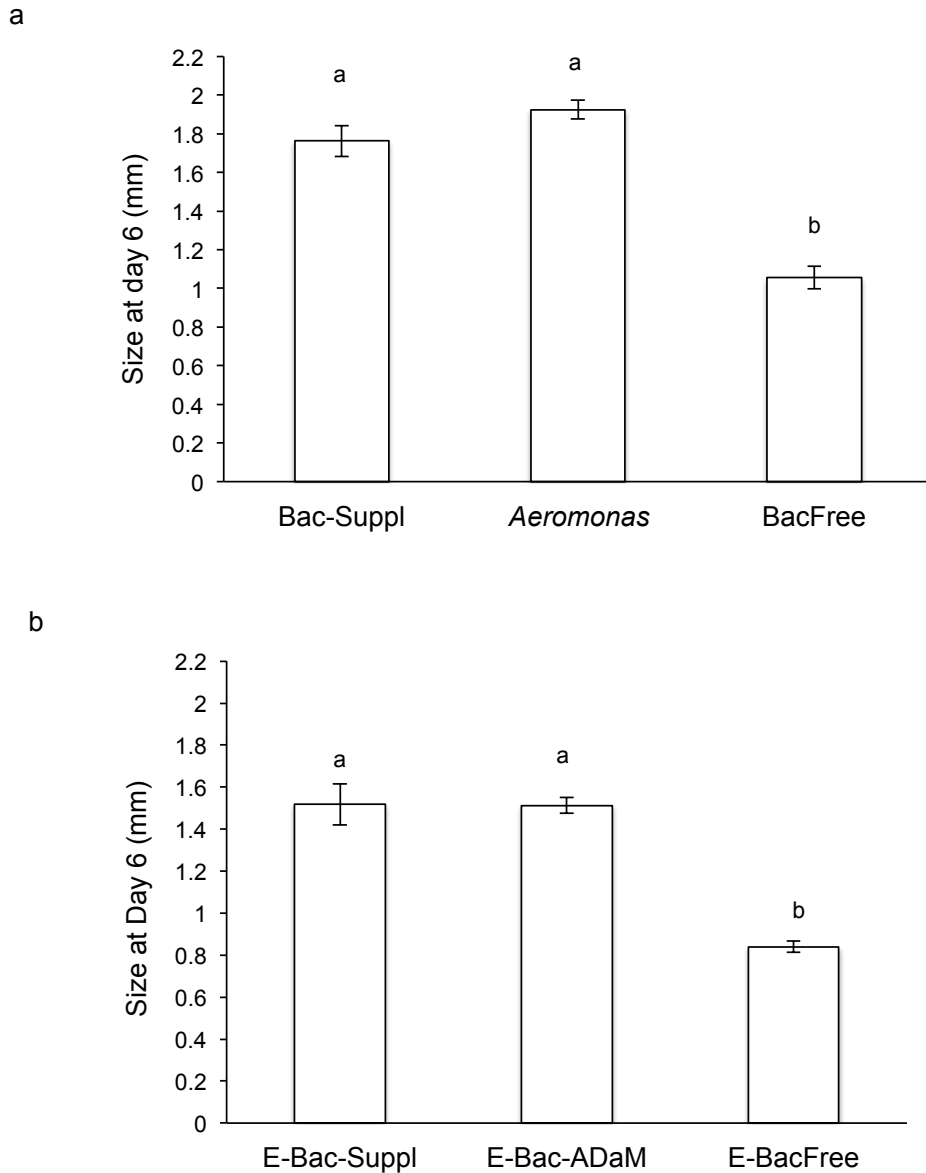 a
2.2
2
1.8
1.6
1.4
1.2
1
0.8
0.6
0.4
0.2
0
Size at day 6 (mm)
a
a
b
Bac-Suppl
Aeromonas
BacFree
b
2.2
2
1.8
1.6
1.4
1.2
1
0.8
0.6
0.4
0.2
0
Size at Day 6 (mm)
a
a
b
E-Bac-Suppl
E-Bac-ADaM
E-BacFree